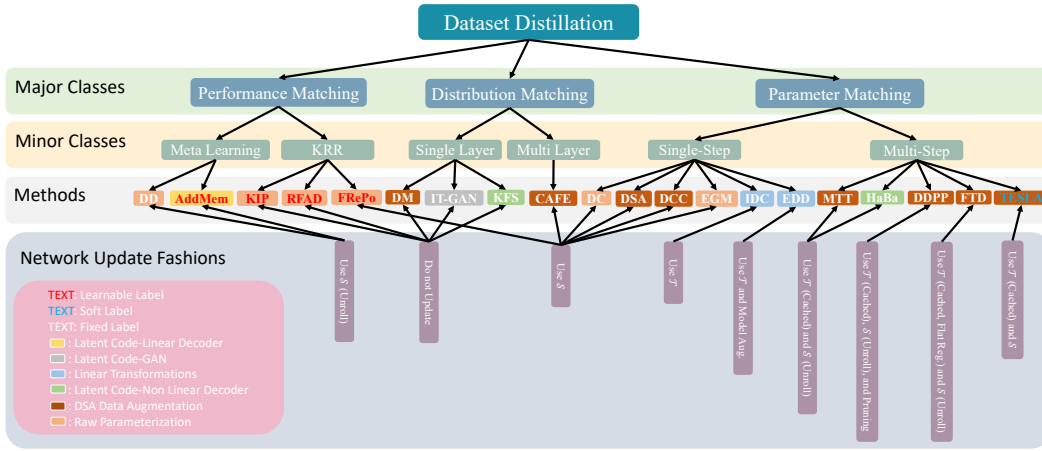 Dataset Distillation
Major Classes
Performance Matching
Distribution Matching
Parameter Matching
Minor Classes
Meta Learning
KRR
Single Layer
Multi Layer
Single-Step
Multi-Step
Methods
DD
AddMem
KIP
RFAD
FRePo
DM
IT-GAN
KFS
CAFE
DC
DSA
DCC
EGM
IDC
EDD
MTT
HaBa
DDPP
FTD
TESLA
Network Update Fashions
Use 𝒮 (Unroll)
Do not Update
Use 𝒮
Use 𝒯
Use 𝒯 and Model Aug.
Use 𝒯 (Cached) and 𝒮 (Unroll)
Use 𝒯 (Cached), 𝒮 (Unroll), and Pruning
Use 𝒯 (Cached, Flat Reg.) and 𝒮 (Unroll)
Use 𝒯 (Cached) and 𝒮
TEXT: Learnable Label
TEXT: Soft Label
TEXT: Fixed Label
: Latent Code-Linear Decoder
: Latent Code-GAN
: Linear Transformations
: Latent Code-Non Linear Decoder
: DSA Data Augmentation
: Raw Parameterization